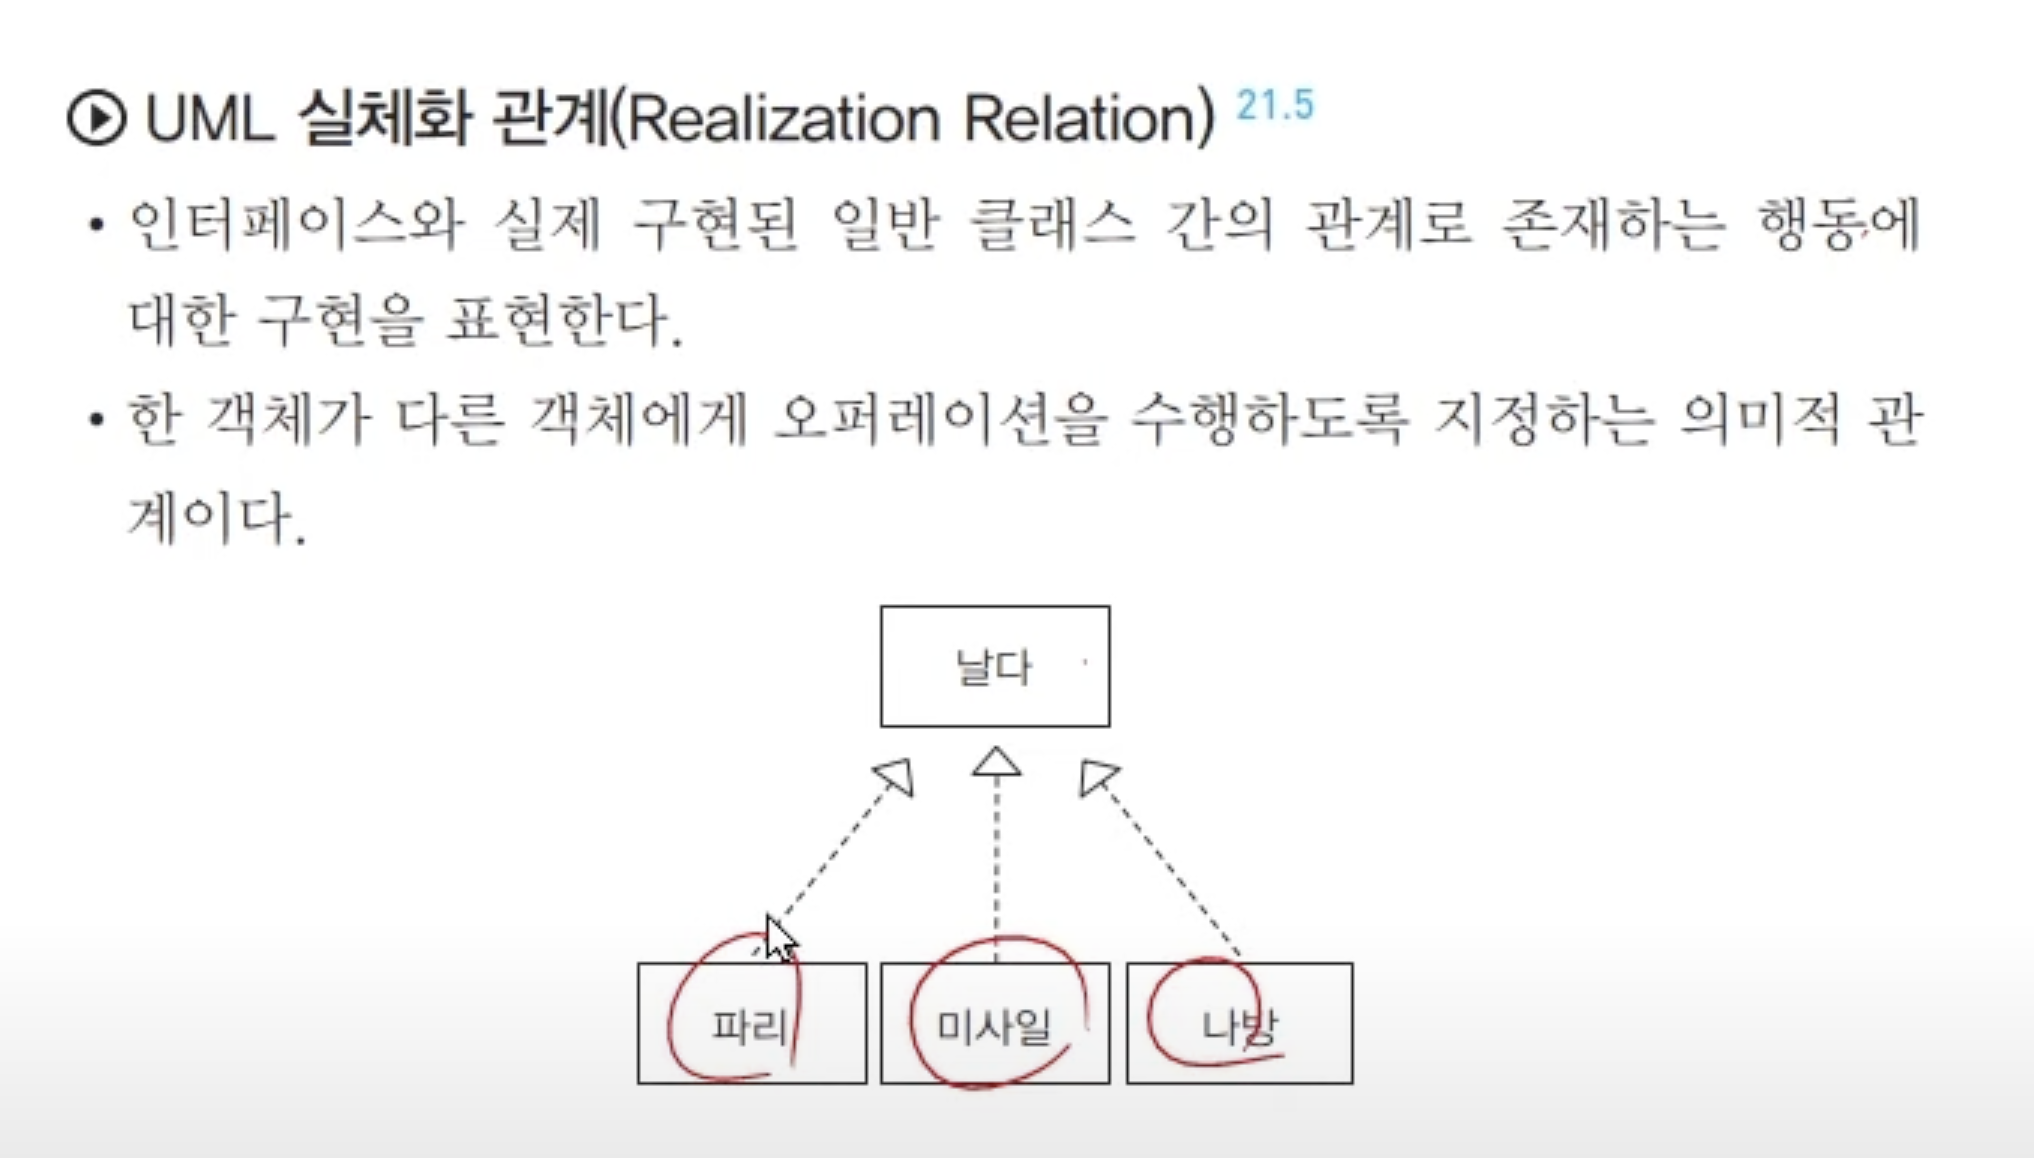 UML 실체화 관계(Realization Relation) 21.5
• 인터페이스와 실제 구현된 일반 클래스 간의 관계로 존재하는 행동에
대한 구현을 표현한다.
• 한 객체가 다른 객체에게 오퍼레이션을 수행하도록 지정하는 의미적 관
계이다.
날다
파리 미사일 나방